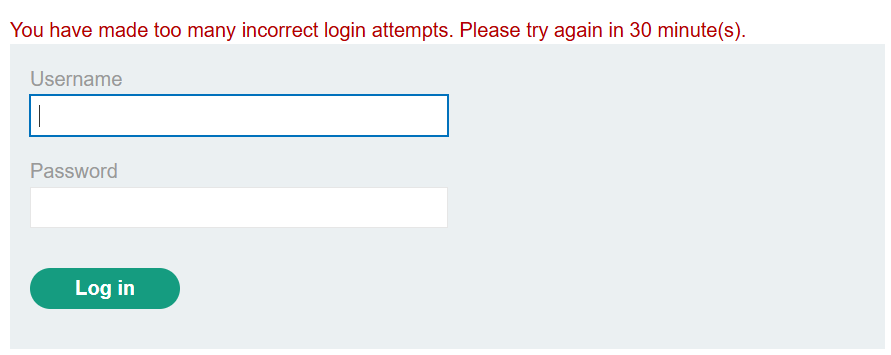 You have made too many incorrect login attempts. Please try again in 30 minute(s).
Username
Password
Log in